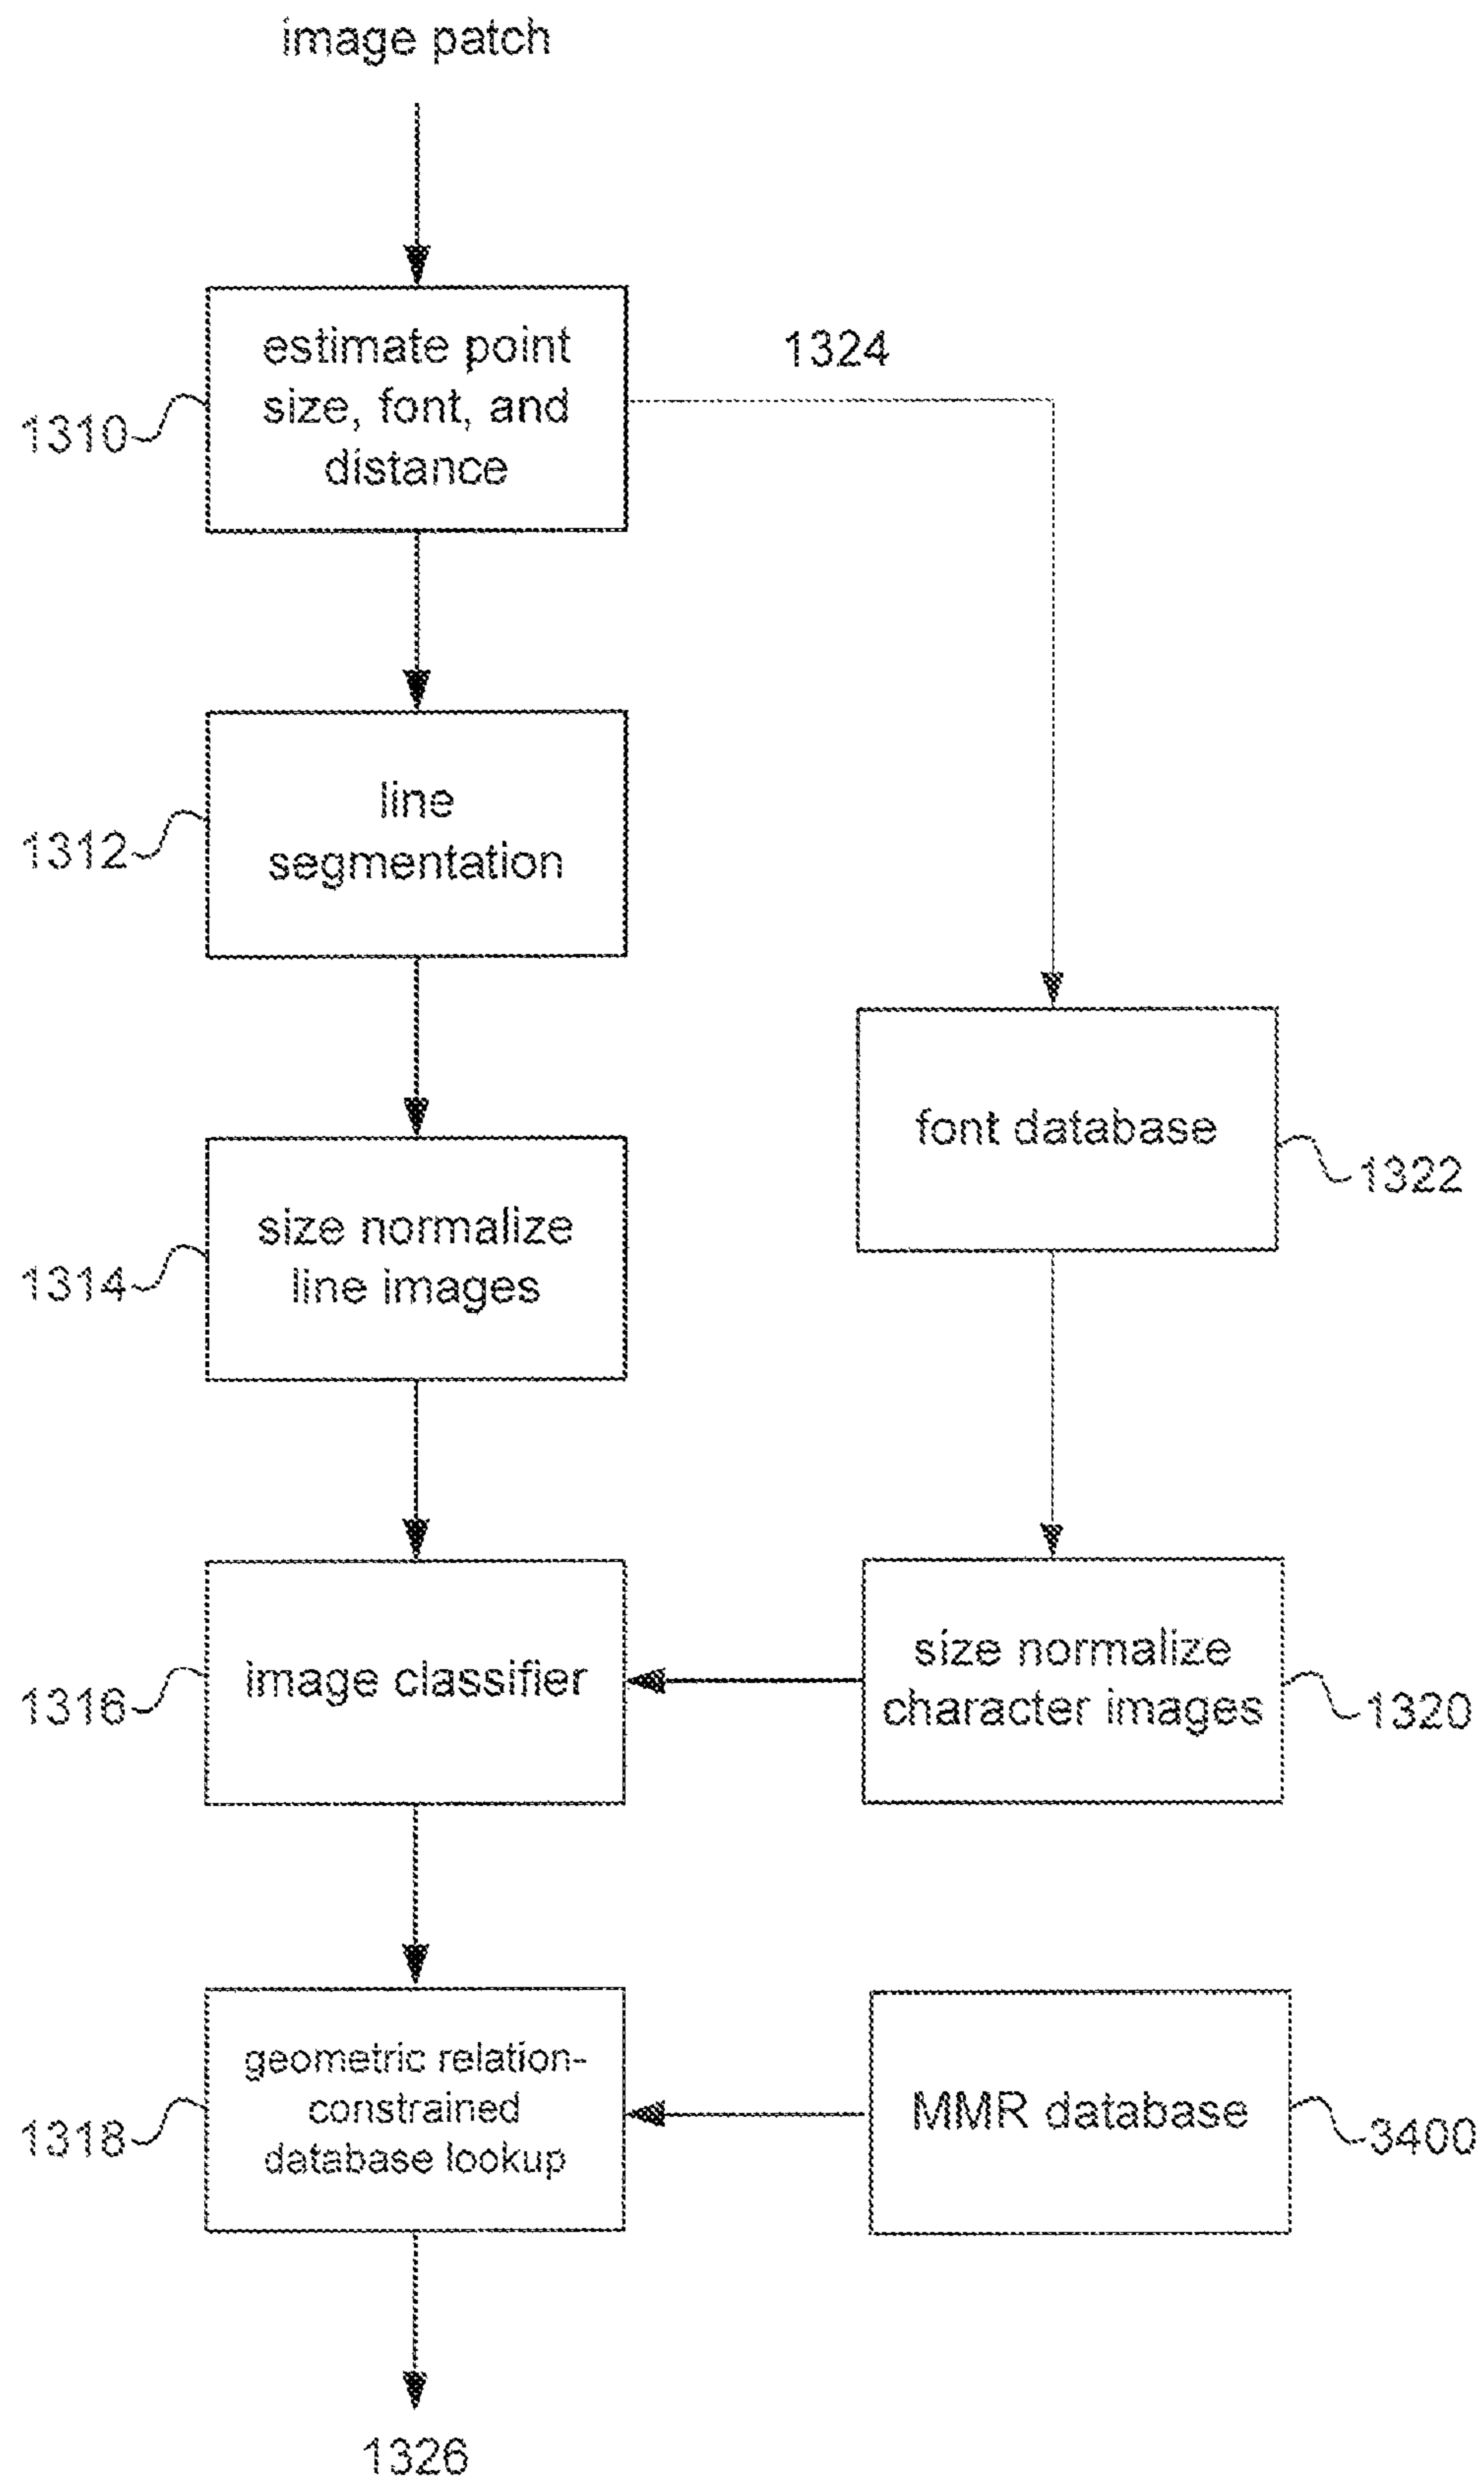 image patch
estimate point
size, font, and
distance
1310
1324
line
segmentation
1312
font database
1322
size normalize
line images
1314
image classifier
1316
size normalize
character images
1320
geometric relation-
constrained
database lookup
1318
MMR database
3400
1326